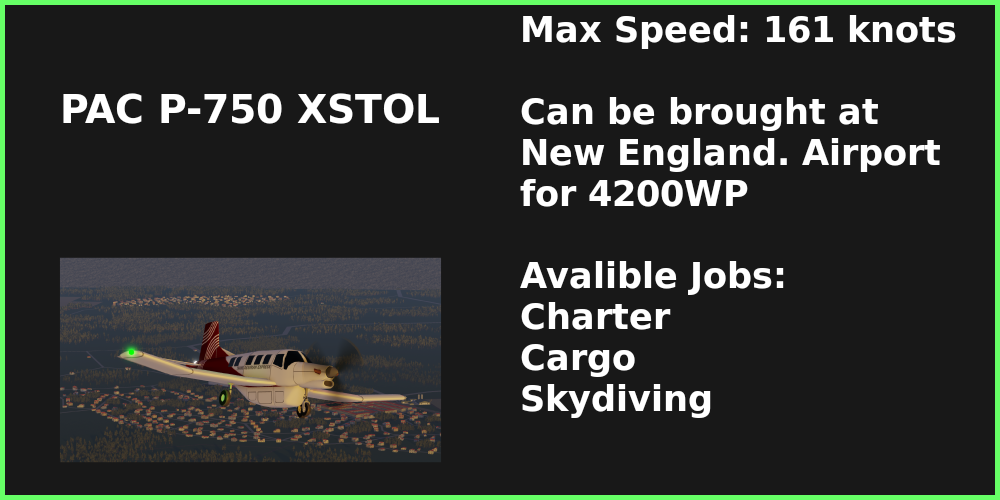 PAC P-750 XSTOL
Max Speed: 161 knots
Can be brought at
New England. Airport
for 4200WP
Avalible Jobs:
Charter
Cargo
Skydiving